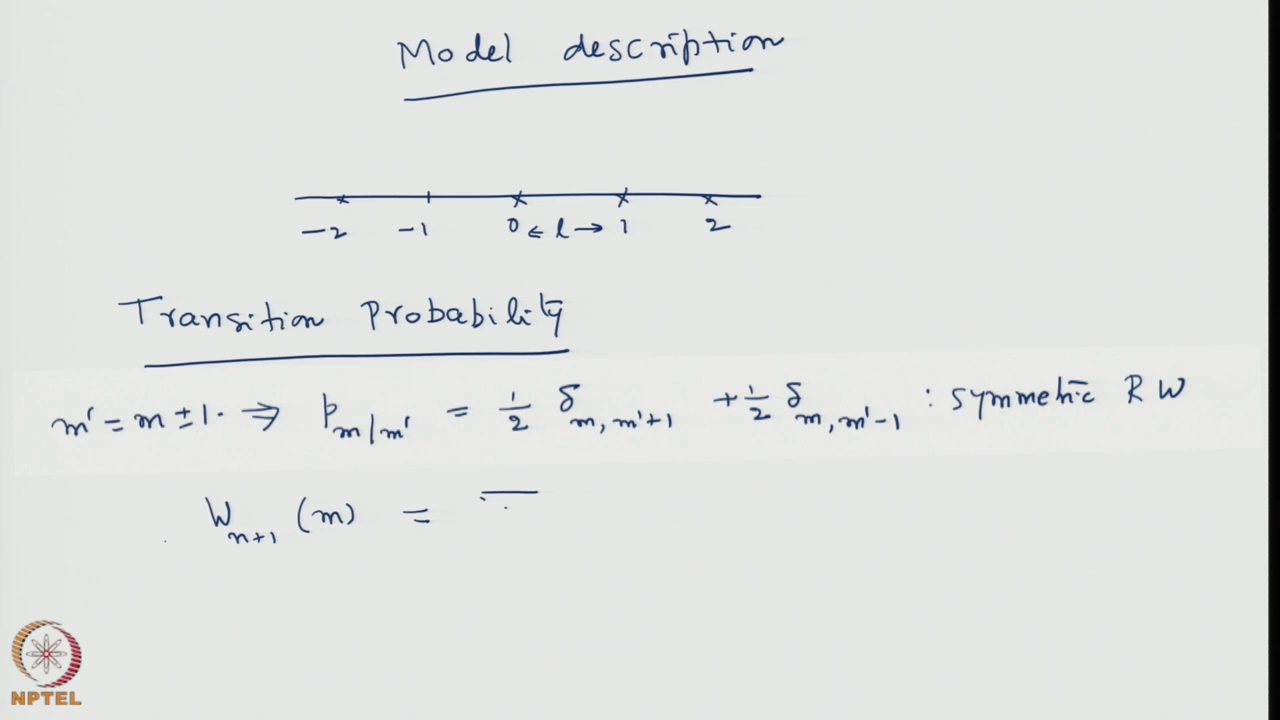 Model description
-2 -1 0 ← l → 1 2
Transition Probability
m' = m ± 1. ⇒ p_{m|m'} = 1/2 δ_{m, m'+1} + 1/2 δ_{m, m'-1} : symmetric RW
W_{n+1} (m) =
NPTEL